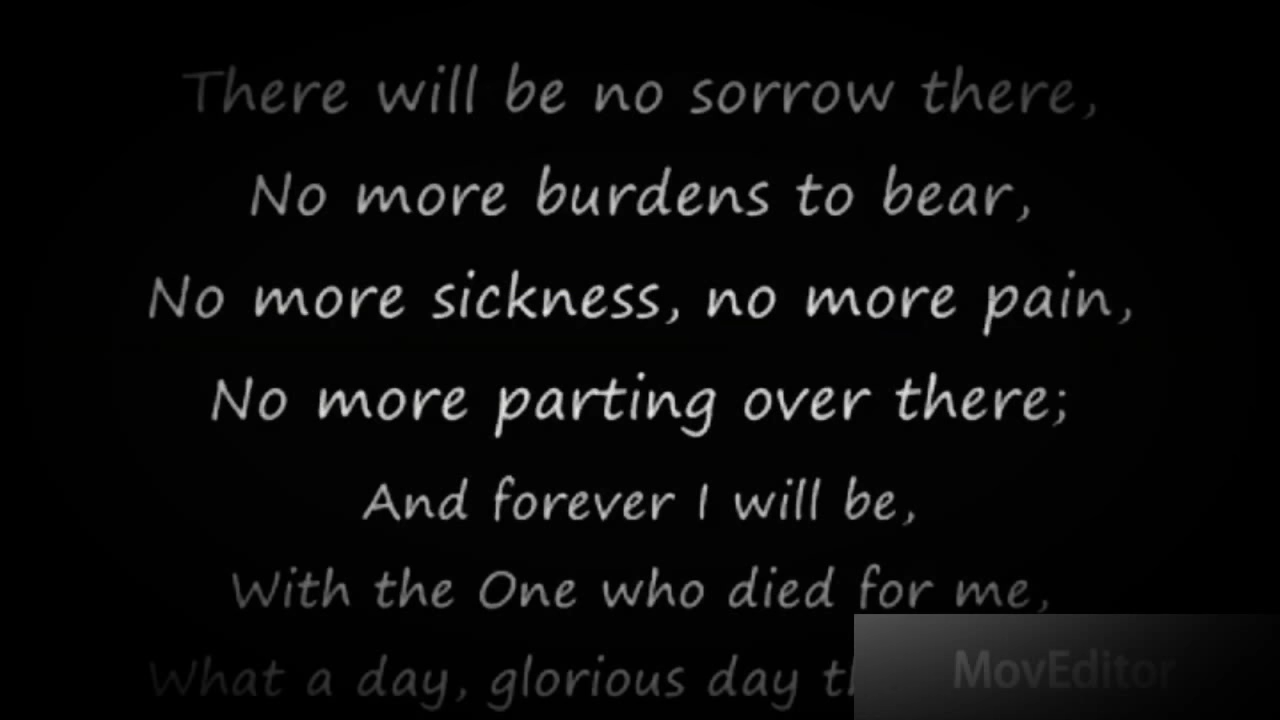 There will be no sorrow there,
No more burdens to bear,
No more sickness, no more pain,
No more parting over there;
And forever I will be,
With the One who died for me,
What a day, glorious day
MovEditor